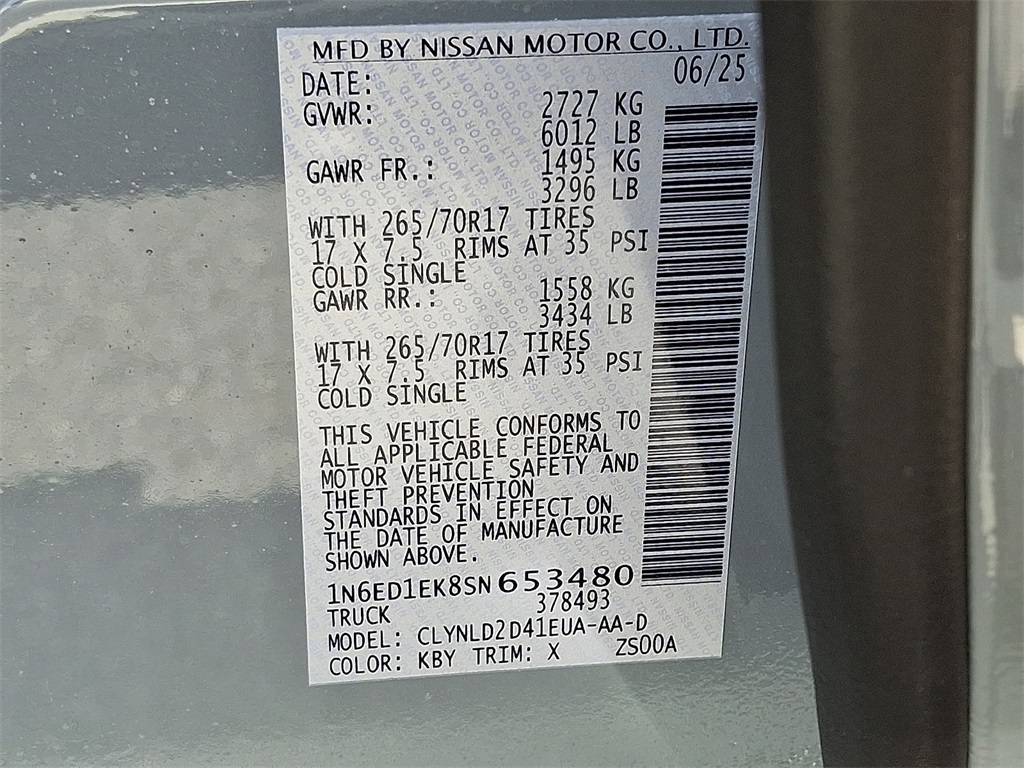 MFD BY NISSAN MOTOR CO., LTD.
DATE: 06/25
GVWR: 2727 KG
6012 LB
GAWR FR.: 1495 KG
3296 LB
WITH 265/70R17 TIRES
17 X 7.5 RIMS AT 35 PSI
COLD SINGLE
GAWR RR.: 1558 KG
3434 LB
WITH 265/70R17 TIRES
17 X 7.5 RIMS AT 35 PSI
COLD SINGLE
THIS VEHICLE CONFORMS TO
ALL APPLICABLE FEDERAL
MOTOR VEHICLE SAFETY AND
THEFT PREVENTION
STANDARDS IN EFFECT ON
THE DATE OF MANUFACTURE
SHOWN ABOVE.
1N6ED1EK8SN653480
TRUCK 378493
MODEL: CLYNLD2D41EUA-AA-D
COLOR: KBY TRIM: X ZS00A